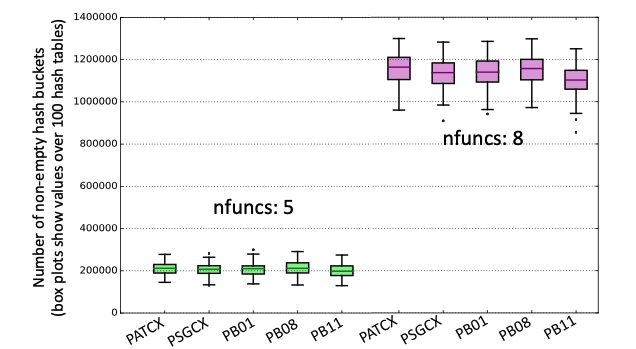 Number of non-empty hash buckets
(box plots show values over 100 hash tables)
1400000
1200000
1000000
800000
600000
400000
200000
0
nfuncs: 8
nfuncs: 5
PATCX PSGCX PB01 PB08 PB11 PATCX PSGCX PB01 PB08 PB11